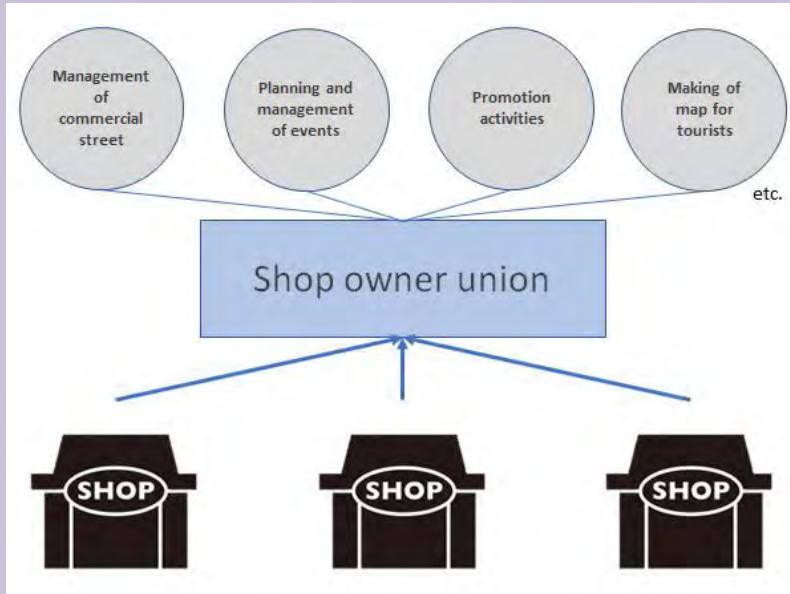 Management
of
commercial
street
Planning and
management
of events
Promotion
activities
Making of
map for
tourists
etc.
Shop owner union
SHOP
SHOP
SHOP